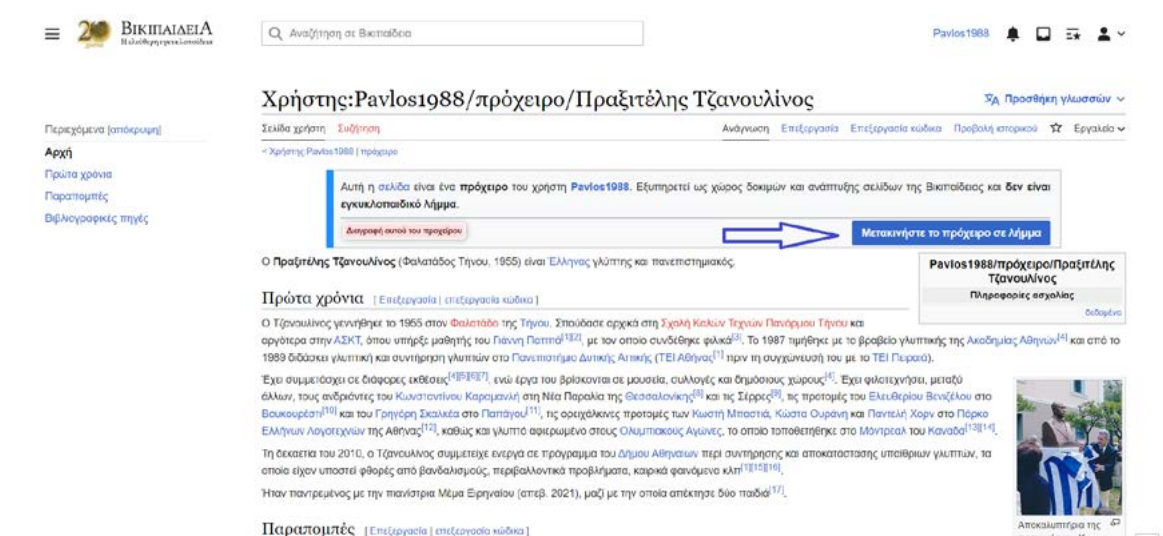 20 ΒΙΚΙΠΑΙΔΕΙΑ
Η ελεύθερη εγκυκλοπαίδεια
Αναζήτηση σε Βικιπαίδεια
Pavlos1988
Χρήστης:Pavlos1988/πρόχειρο/Πραξιτέλης Τζανουλίνος
Προσθήκη γλωσσών
Περιεχόμενα [απόκρυψη]
Αρχή
Πρώτα χρόνια
Παραπομπές
Βιβλιογραφικές πηγές
Σελίδα χρήστη Συζήτηση Ανάγνωση Επεξεργασία Επεξεργασία κώδικα Προβολή ιστορικού Εργαλεία
< Χρήστης:Pavlos1988 | πρόχειρο
Αυτή η σελίδα είναι ένα πρόχειρο του χρήστη Pavlos1988. Εξυπηρετεί ως χώρος δοκιμών και ανάπτυξης σελίδων της Βικιπαίδειας και δεν είναι
εγκυκλοπαιδικό λήμμα.
Διαγραφή αυτού του προχείρου
Μετακινήστε το πρόχειρο σε λήμμα
Ο Πραξιτέλης Τζανουλίνος (Φαλατάδος Τήνου, 1955) είναι Έλληνας γλύπτης και πανεπιστημιακός.
Pavlos1988/πρόχειρο/Πραξιτέλης
Τζανουλίνος
Πληροφορίες ασχολίας
δεδομένα
Πρώτα χρόνια [ Επεξεργασία | επεξεργασία κώδικα ]
Ο Τζανουλίνος γεννήθηκε το 1955 στον Φαλατάδο της Τήνου. Σπούδασε αρχικά στη Σχολή Καλών Τεχνών Πανόρμου Τήνου και
αργότερα στην ΑΣΚΤ, όπου υπήρξε μαθητής του Γιάννη Παππά[1][2], με τον οποίο συνδέθηκε φιλικά[3]. Το 1987 τιμήθηκε με το βραβείο γλυπτικής της Ακαδημίας Αθηνών[4] και από το
1989 διδάσκει γλυπτική και συντήρηση γλυπτών στο Πανεπιστήμιο Δυτικής Αττικής (ΤΕΙ Αθήνας[1] πριν τη συγχώνευσή του με το ΤΕΙ Πειραιά).
Έχει συμμετάσχει σε διάφορες εκθέσεις[4][5][6][7], ενώ έργα του βρίσκονται σε μουσεία, συλλογές και δημόσιους χώρους[4]. Έχει φιλοτεχνήσει, μεταξύ
άλλων, τους ανδριάντες του Κωνσταντίνου Καραμανλή στη Νέα Παραλία της Θεσσαλονίκης[8] και τις Σέρρες[9], τις προτομές του Ελευθερίου Βενιζέλου στο
Βουκουρέστι[10] και του Γρηγόρη Σκαλκέα στο Παπάγου[11], τις ορειχάλκινες προτομές των Κωστή Μπαστιά, Κώστα Ουράνη και Παντελή Χορν στο Πάρκο
Ελλήνων Λογοτεχνών της Αθήνας[12], καθώς και γλυπτό αφιερωμένο στους Ολυμπιακούς Αγώνες, το οποίο τοποθετήθηκε στο Μόντρεαλ του Καναδά[13][14].
Τη δεκαετία του 2010, ο Τζανουλίνος συμμετείχε ενεργά σε πρόγραμμα του Δήμου Αθηναίων περί συντήρησης και αποκατάστασης υπαίθριων γλυπτών, τα
οποία είχαν υποστεί φθορές από βανδαλισμούς, περιβαλλοντικά προβλήματα, καιρικά φαινόμενα κλπ[1][15][16].
Ήταν παντρεμένος με την πιανίστρια Μέμα Ειρηναίου (απεβ. 2021), μαζί με την οποία απέκτησε δύο παιδιά[17].
Αποκαλυπτήρια της
Παραπομπές [ Επεξεργασία | επεξεργασία κώδικα ]